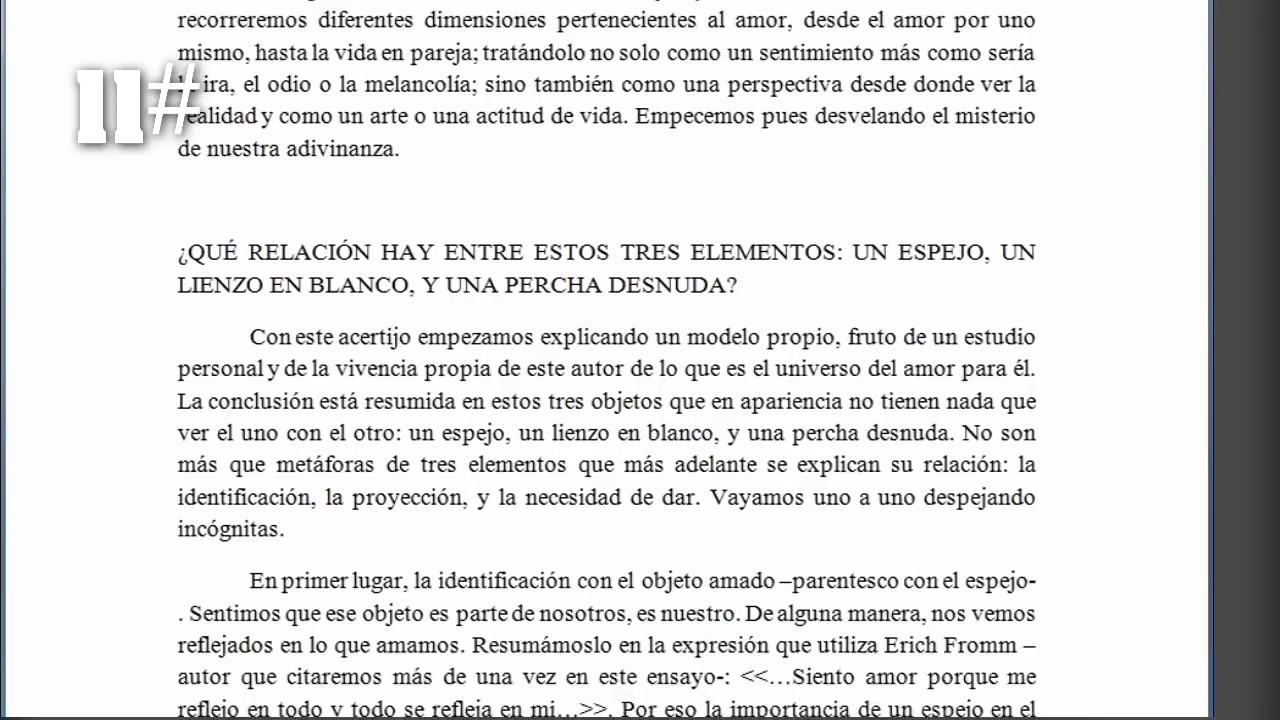 recorreremos diferentes dimensiones pertenecientes al amor, desde el amor por uno
mismo, hasta la vida en pareja; tratándolo no solo como un sentimiento más como sería
ira, el odio o la melancolía; sino también como una perspectiva desde donde ver la
11#
realidad y como un arte o una actitud de vida. Empecemos pues desvelando el misterio
de nuestra adivinanza.
¿QUÉ RELACIÓN HAY ENTRE ESTOS TRES ELEMENTOS: UN ESPEJO, UN
LIENZO EN BLANCO, Y UNA PERCHA DESNUDA?
Con este acertijo empezamos explicando un modelo propio, fruto de un estudio
personal y de la vivencia propia de este autor de lo que es el universo del amor para él.
La conclusión está resumida en estos tres objetos que en apariencia no tienen nada que
ver el uno con el otro: un espejo, un lienzo en blanco, y una percha desnuda. No son
más que metáforas de tres elementos que más adelante se explican su relación: la
identificación, la proyección, y la necesidad de dar. Vayamos uno a uno despejando
incógnitas.
En primer lugar, la identificación con el objeto amado –parentesco con el espejo-
. Sentimos que ese objeto es parte de nosotros, es nuestro. De alguna manera, nos vemos
reflejados en lo que amamos. Resumámoslo en la expresión que utiliza Erich Fromm –
autor que citaremos más de una vez en este ensayo-: <<…Siento amor porque me
reflejo en todo y todo se refleja en mi…>>. Por eso la importancia de un espejo en el